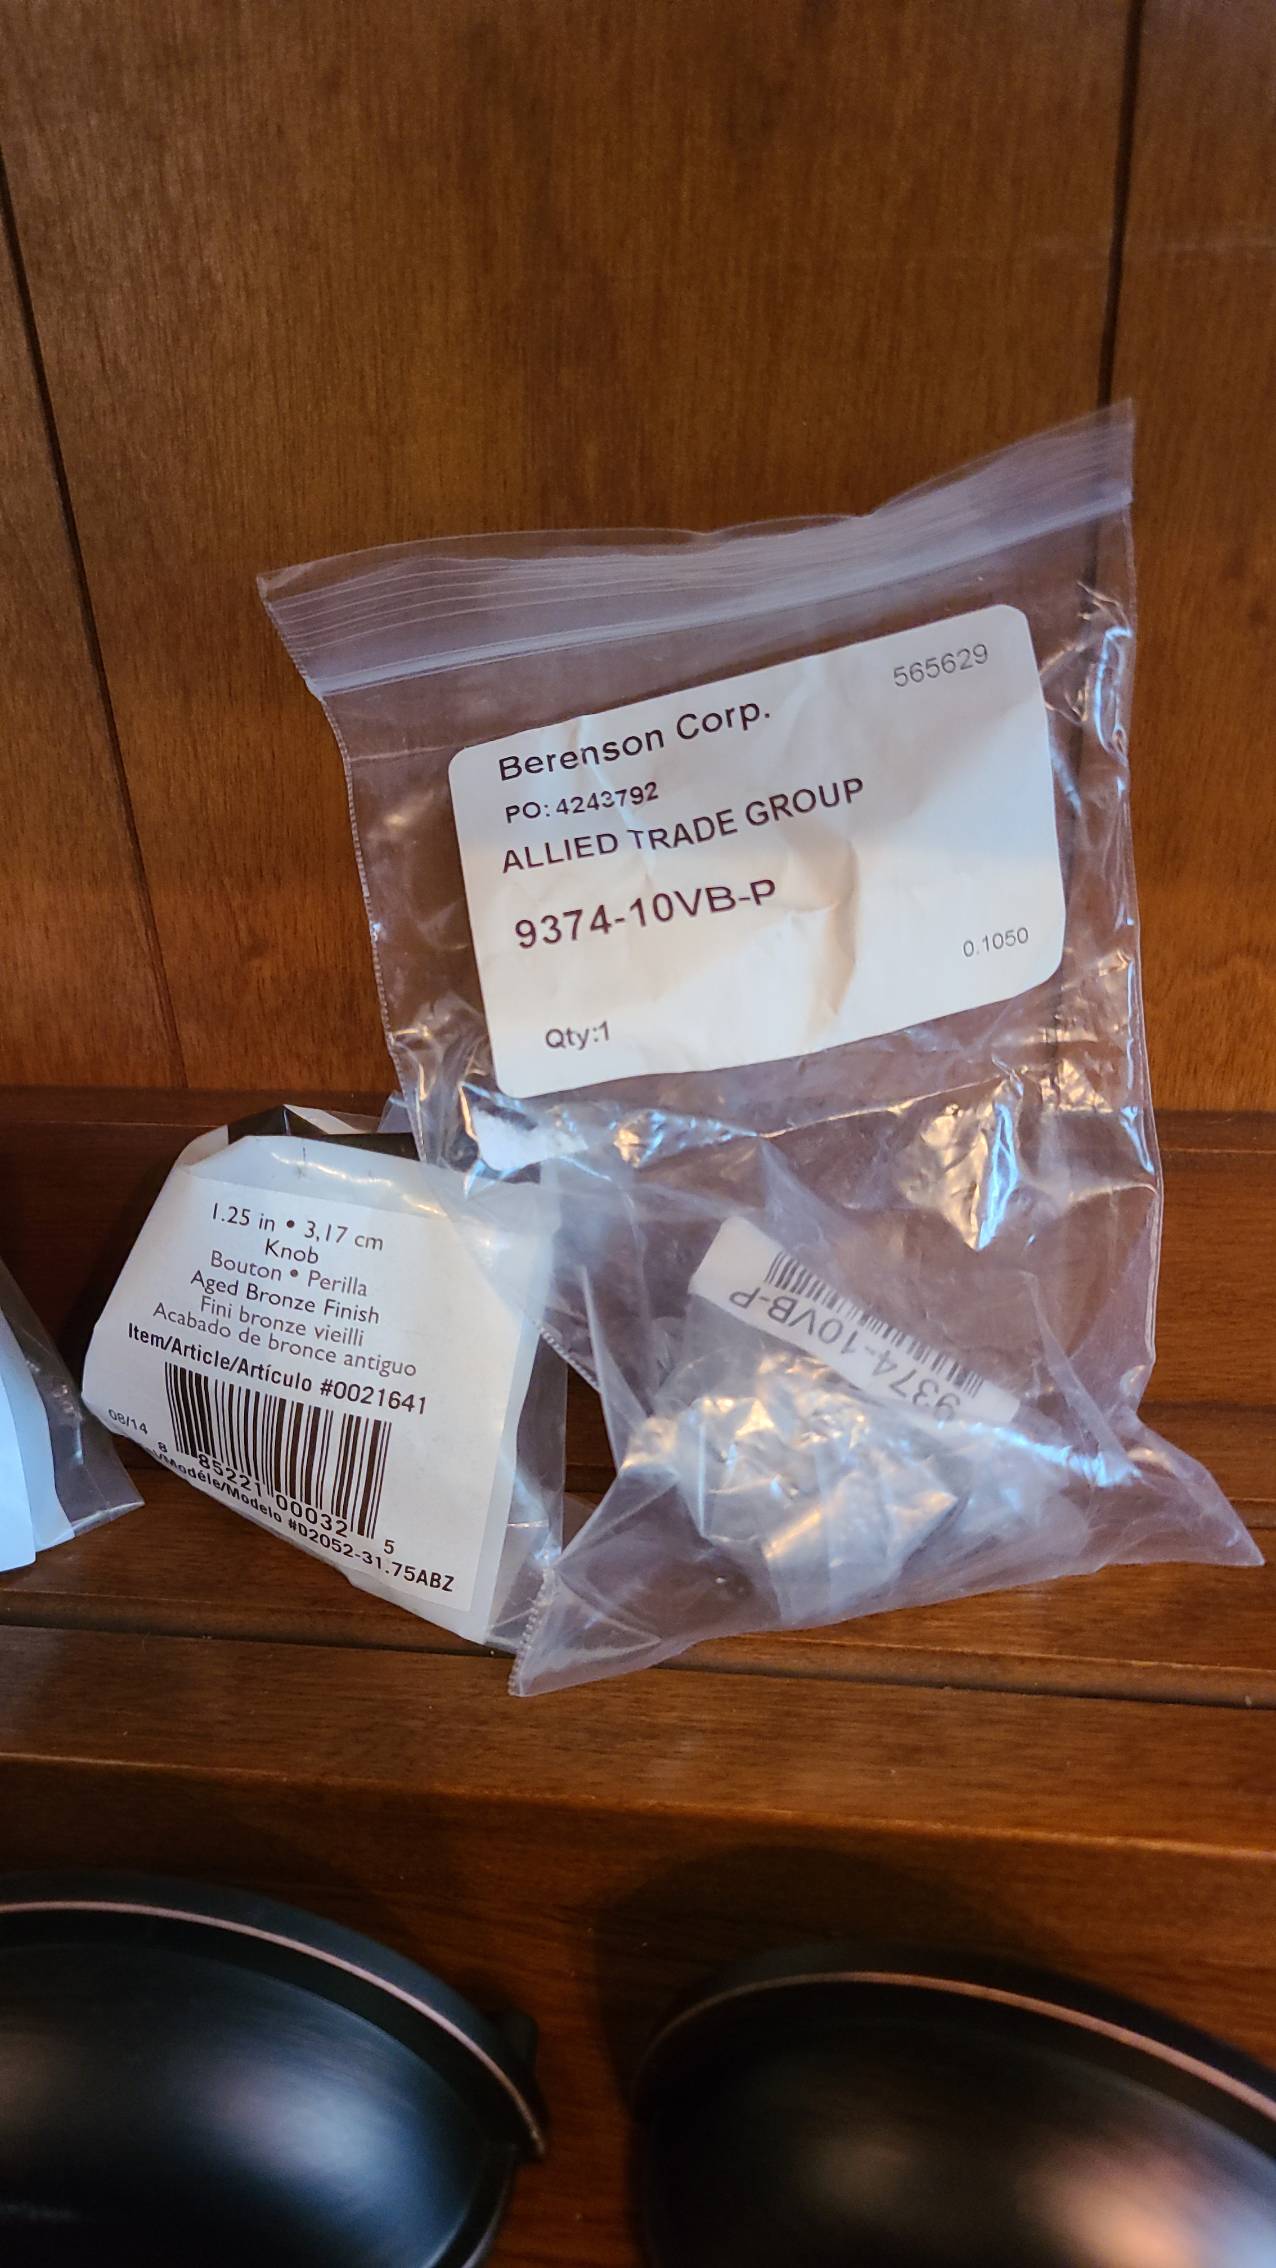 565629
Berenson Corp.
PO: 4243792
ALLIED TRADE GROUP
9374-10VB-P
0.1050
Qty:1
9374-10VB-P
1.25 in • 3,17 cm
Knob
Bouton • Perilla
Aged Bronze Finish
Fini bronze vieilli
Acabado de bronce antiguo
Item/Article/Artículo #0021641
08/14
8 85221 00032 5
/Modéle/Modelo #D2052-31.75ABZ